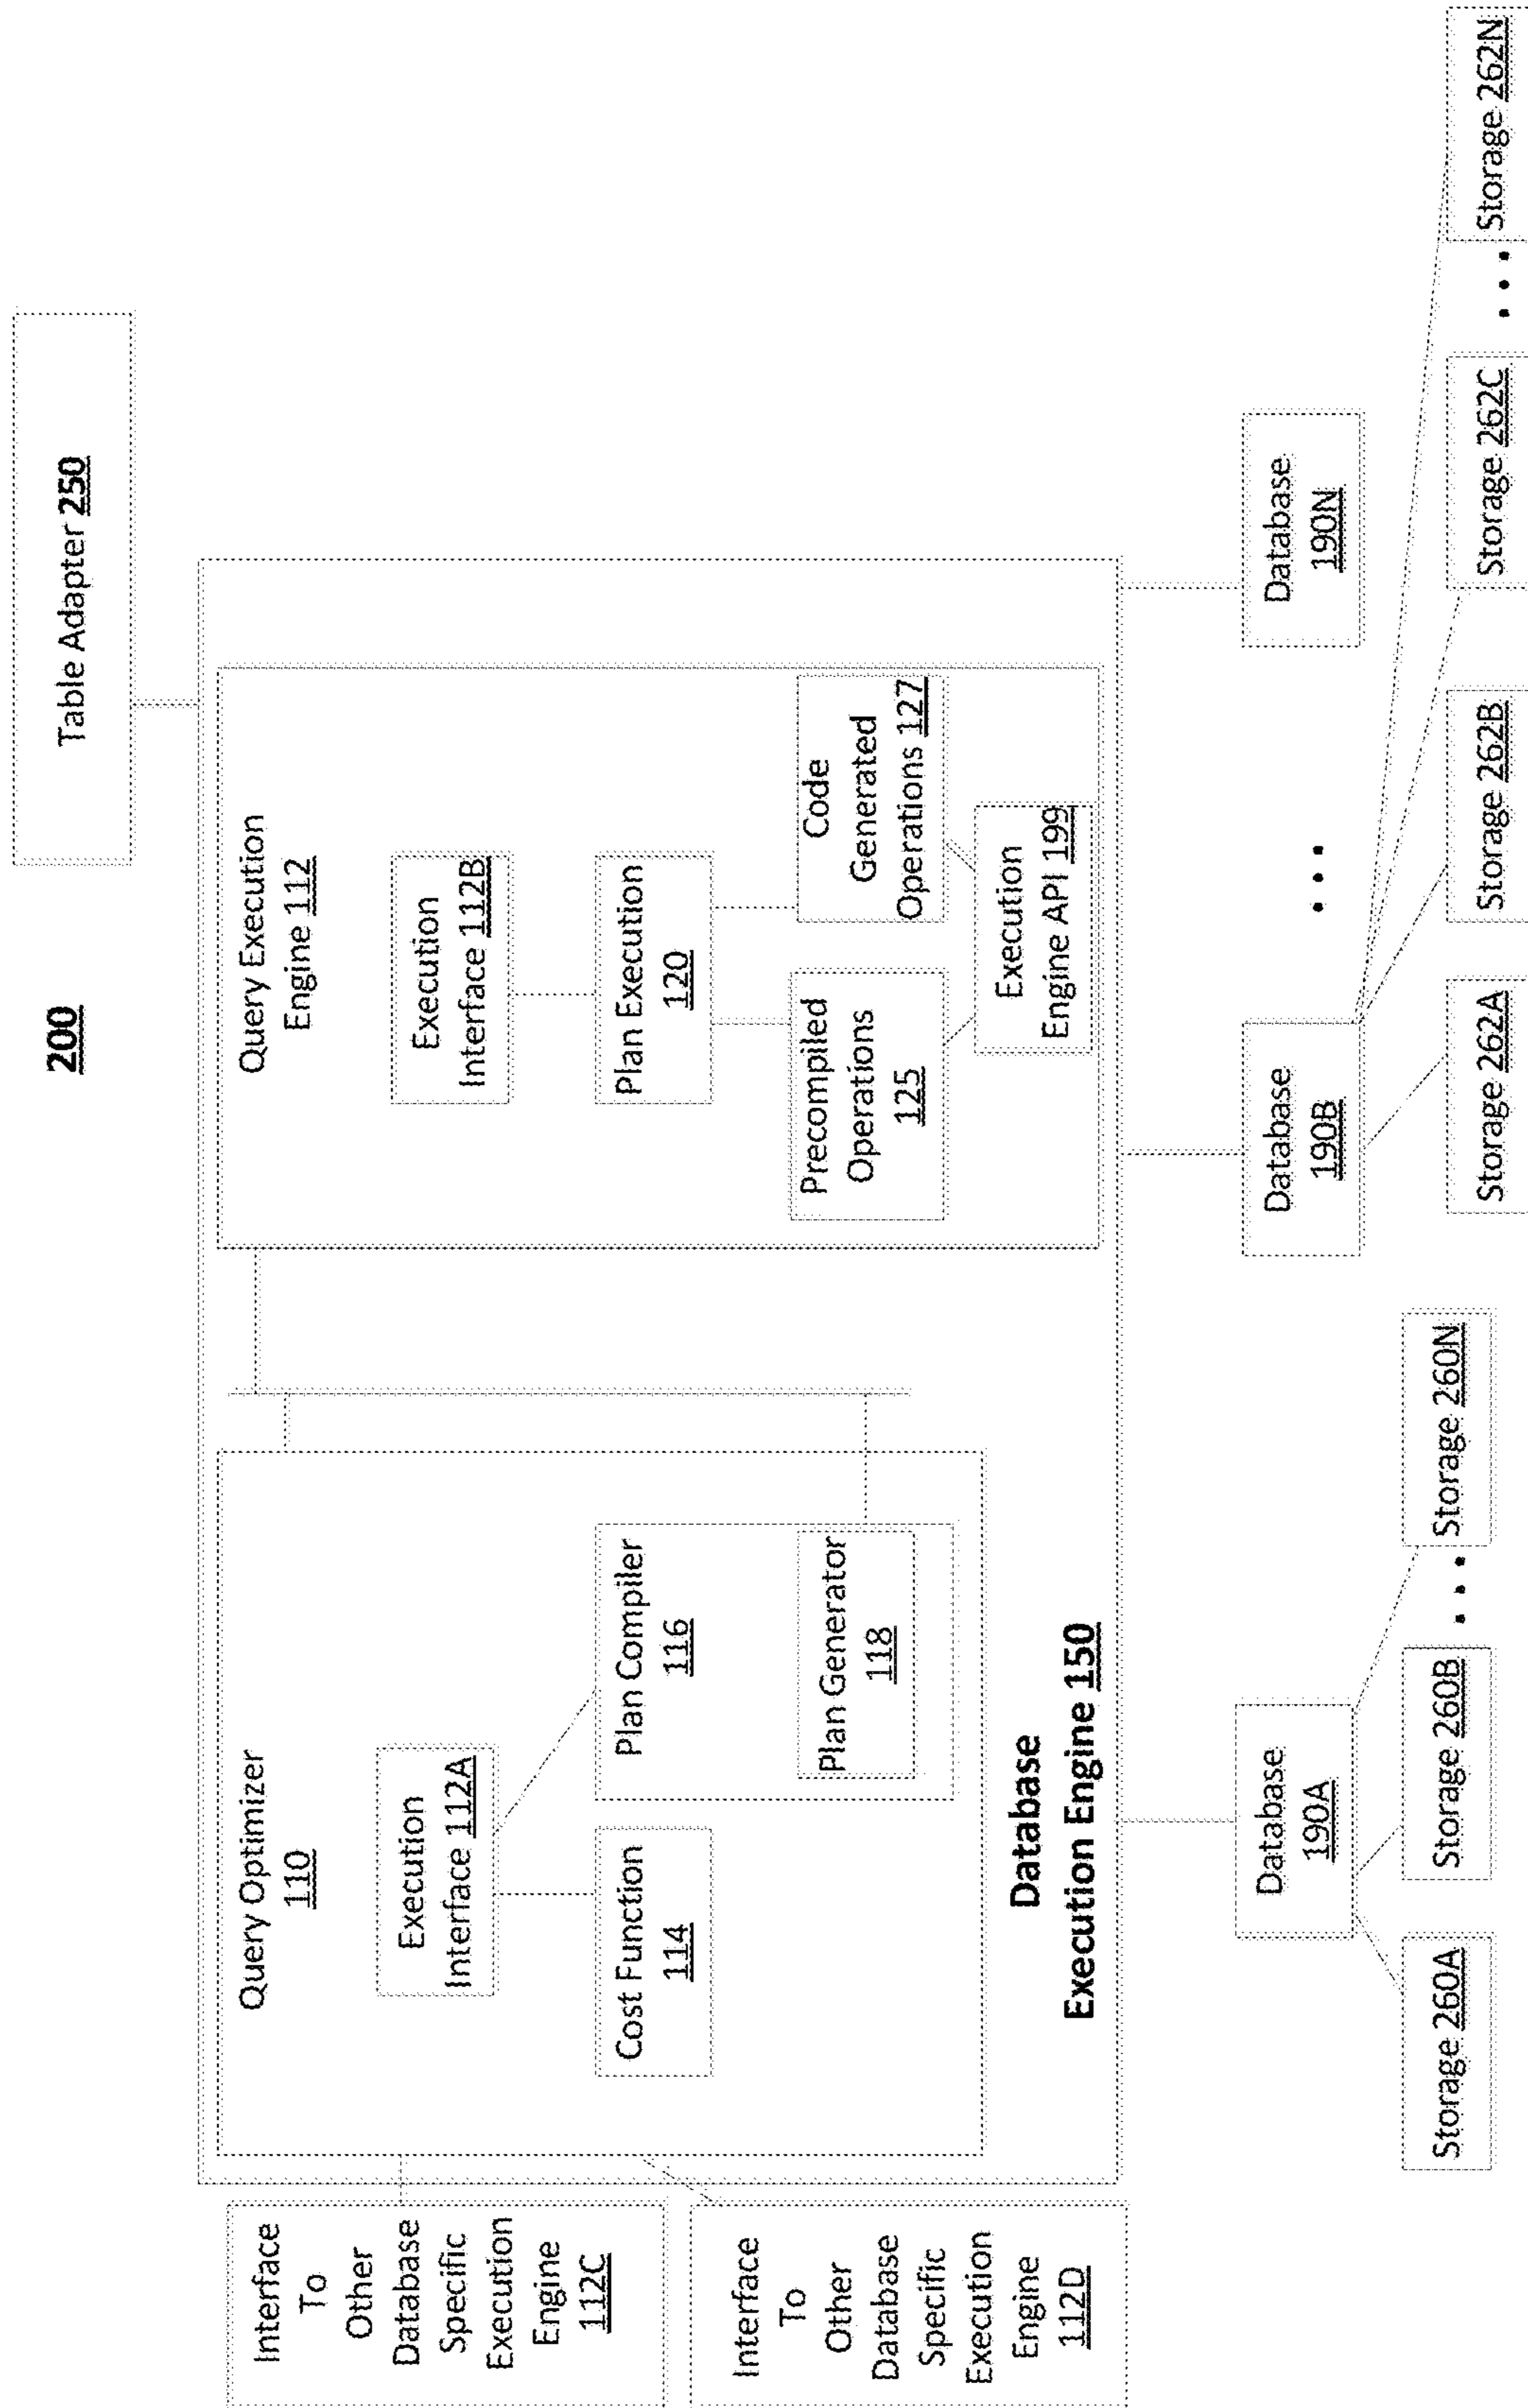 200
Table Adapter 250
Interface
To
Other
Database
Specific
Execution
Engine
112C
Interface
To
Other
Database
Specific
Execution
Engine
112D
Query Optimizer
110
Execution
Interface 112A
Cost Function
114
Plan Compiler
116
Plan Generator
118
Database
Execution Engine 150
Query Execution
Engine 112
Execution
Interface 112B
Plan Execution
120
Precompiled
Operations
125
Code
Generated
Operations 127
Execution
Engine API 199
Database
190A
Database
190B
...
Database
190N
Storage 260A
Storage 260B
...
Storage 260N
Storage 262A
Storage 262B
Storage 262C
...
Storage 262N